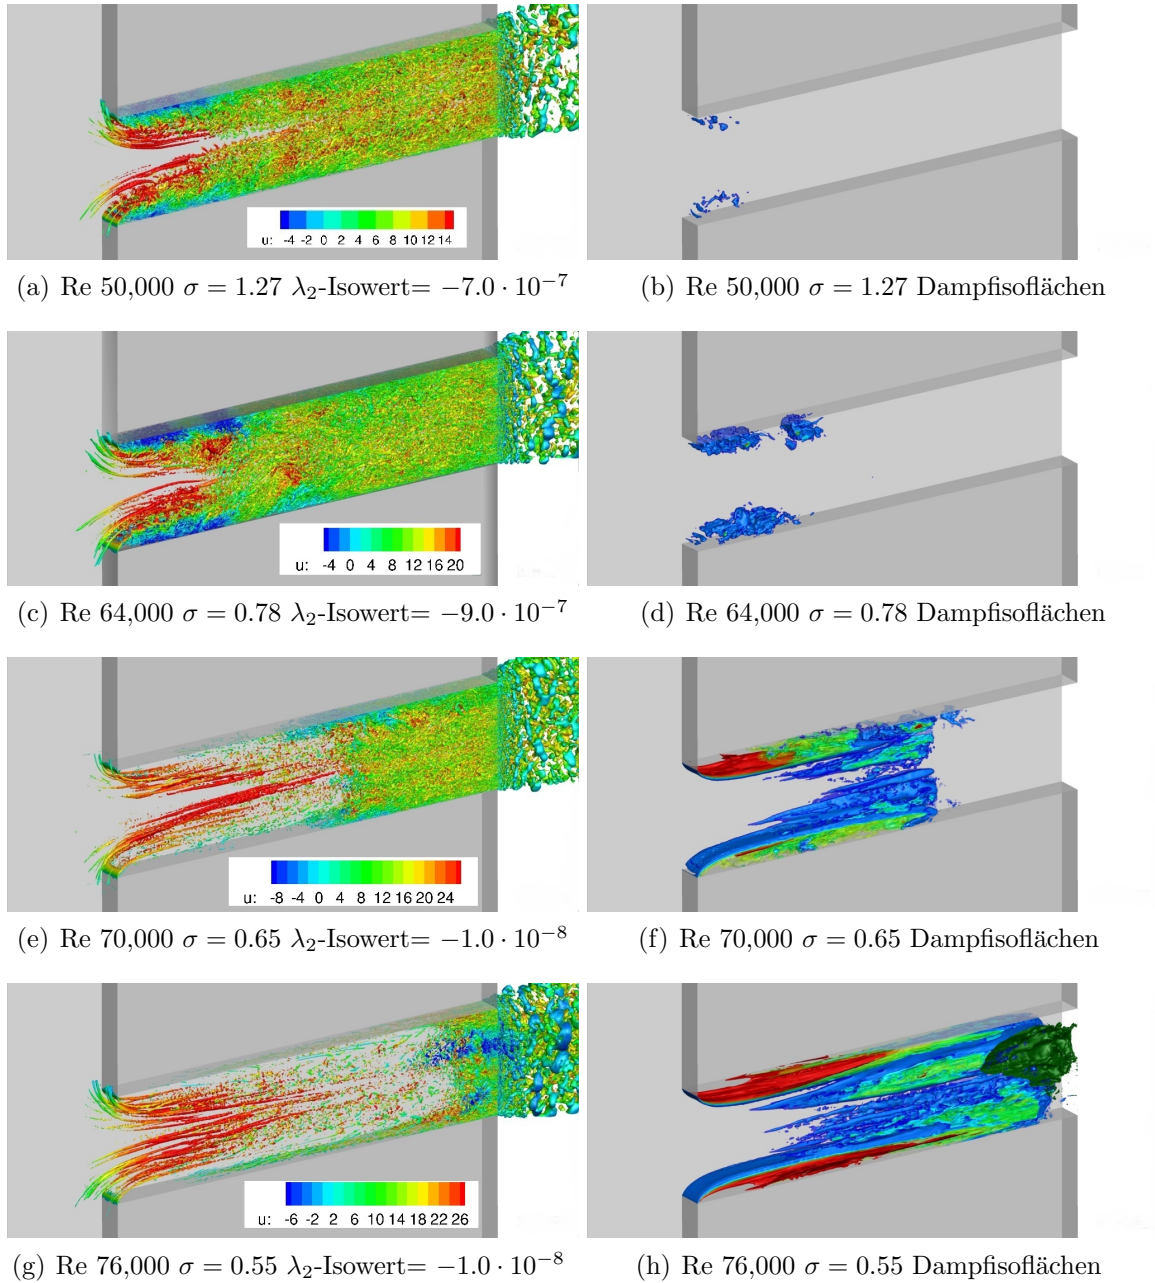 u: -4 -2 0 2 4 6 8 10 12 14
(a) Re 50,000 σ = 1.27 λ₂-Isowert= −7.0 · 10⁻⁷
(b) Re 50,000 σ = 1.27 Dampfisoflächen
u: -4 0 4 8 12 16 20
(c) Re 64,000 σ = 0.78 λ₂-Isowert= −9.0 · 10⁻⁷
(d) Re 64,000 σ = 0.78 Dampfisoflächen
u: -8 -4 0 4 8 12 16 20 24
(e) Re 70,000 σ = 0.65 λ₂-Isowert= −1.0 · 10⁻⁸
(f) Re 70,000 σ = 0.65 Dampfisoflächen
u: -6 -2 2 6 10 14 18 22 26
(g) Re 76,000 σ = 0.55 λ₂-Isowert= −1.0 · 10⁻⁸
(h) Re 76,000 σ = 0.55 Dampfisoflächen